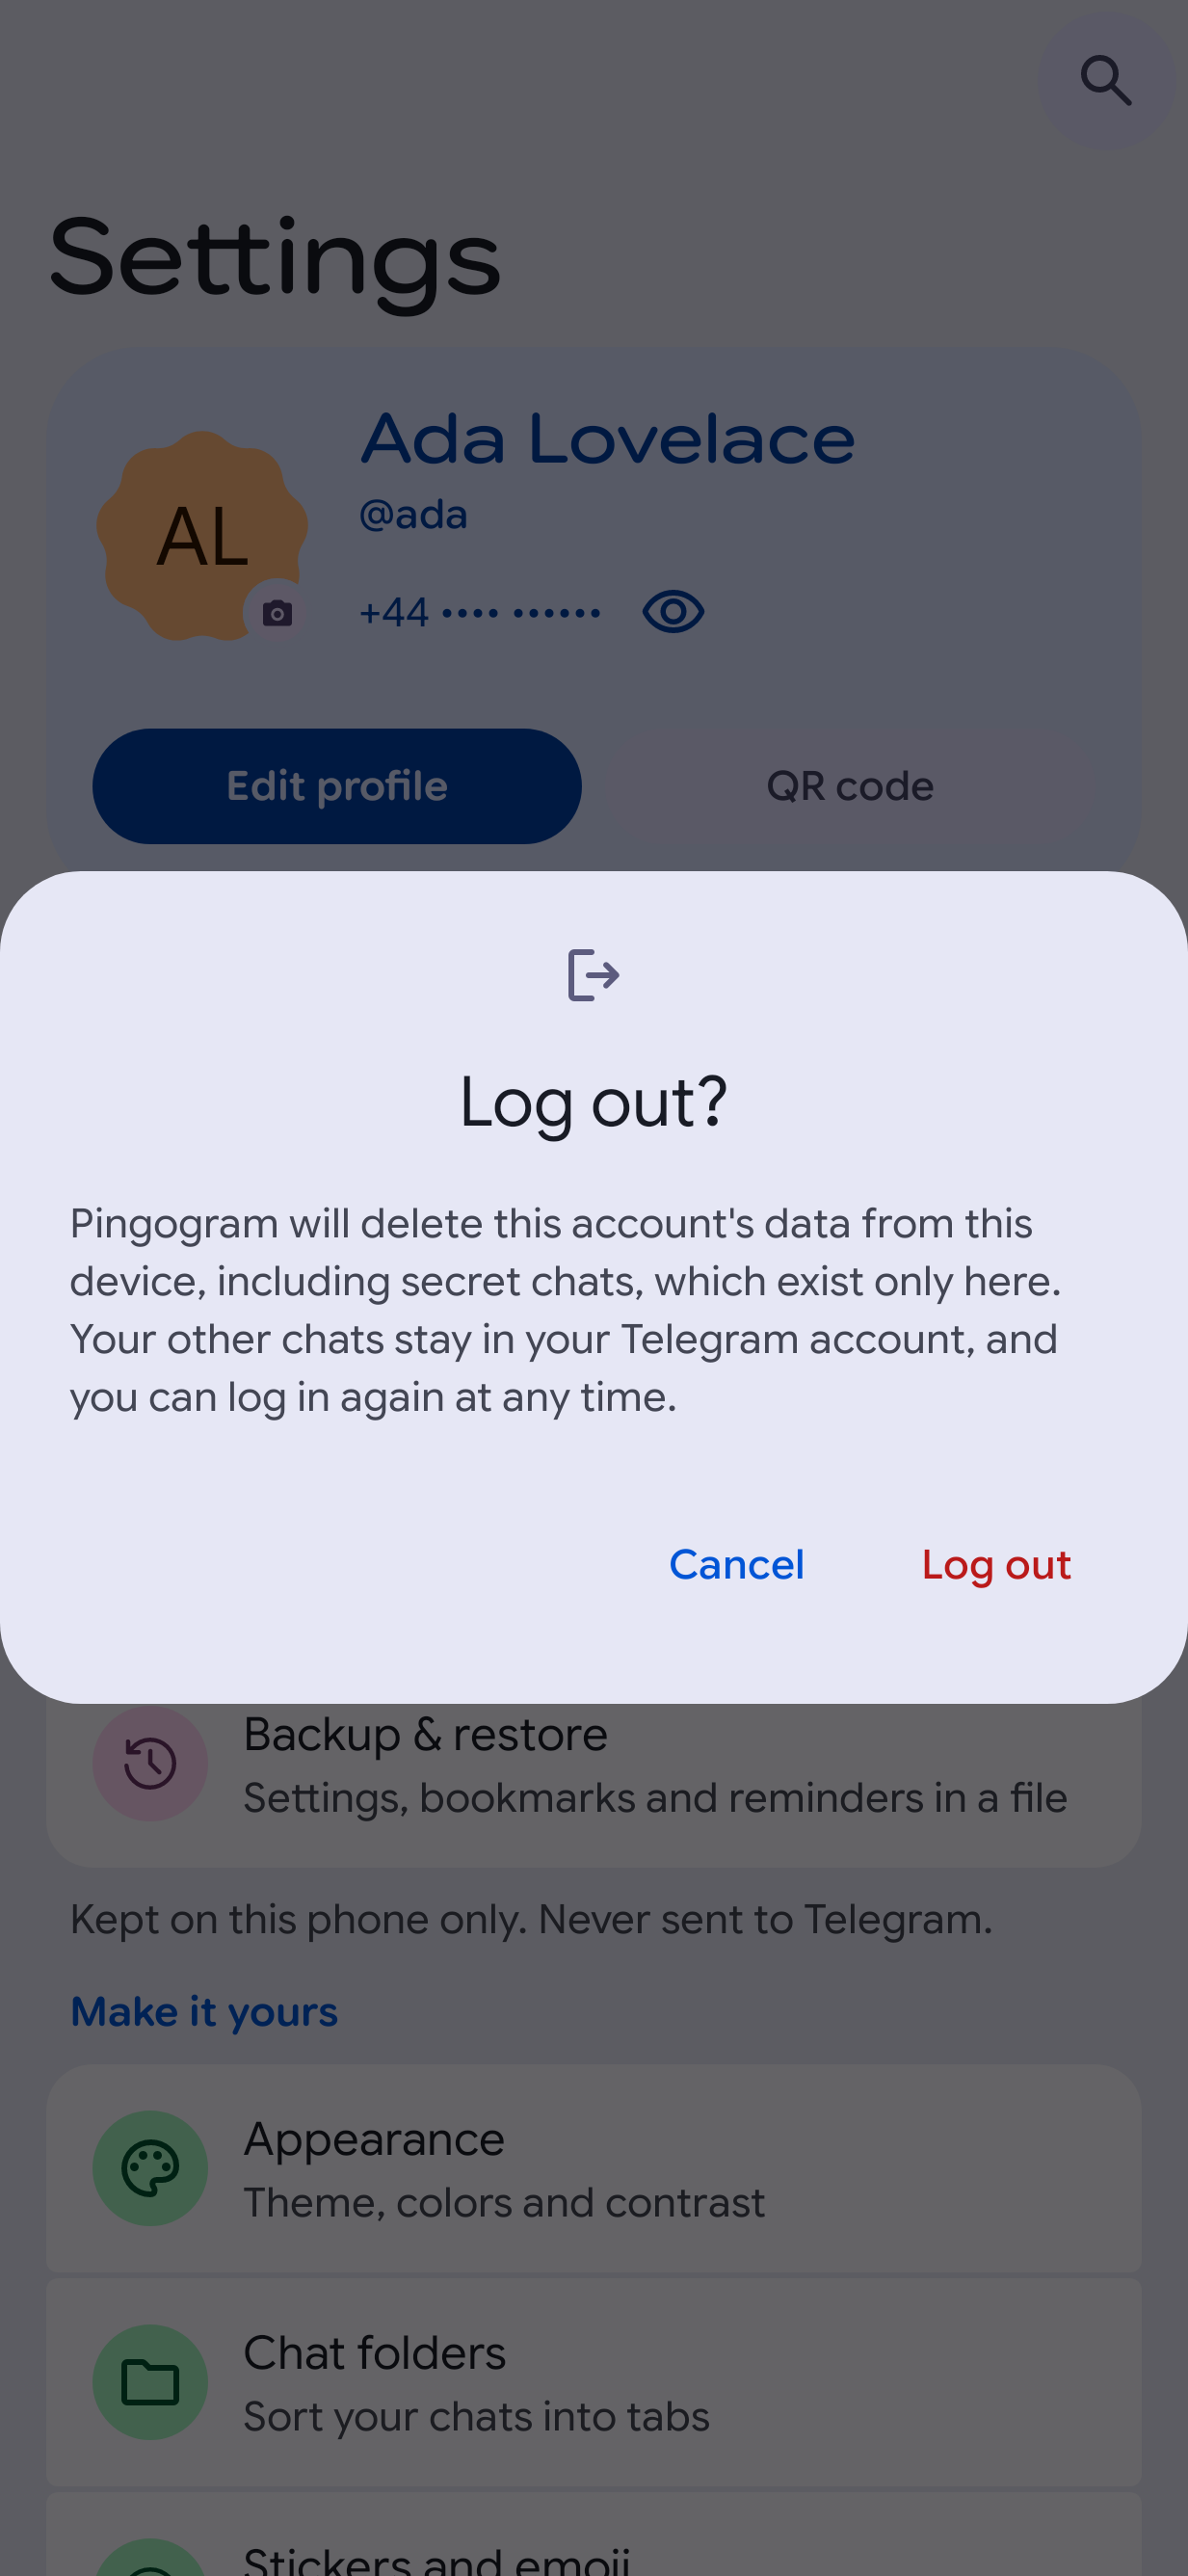 Settings
Ada Lovelace
@ada
AL
+44 •••• ••••••
Edit profile
QR code
Log out?
Pingogram will delete this account's data from this
device, including secret chats, which exist only here.
Your other chats stay in your Telegram account, and
you can log in again at any time.
Cancel
Log out
Backup & restore
Settings, bookmarks and reminders in a file
Kept on this phone only. Never sent to Telegram.
Make it yours
Appearance
Theme, colors and contrast
Chat folders
Sort your chats into tabs
Stickers and emoji